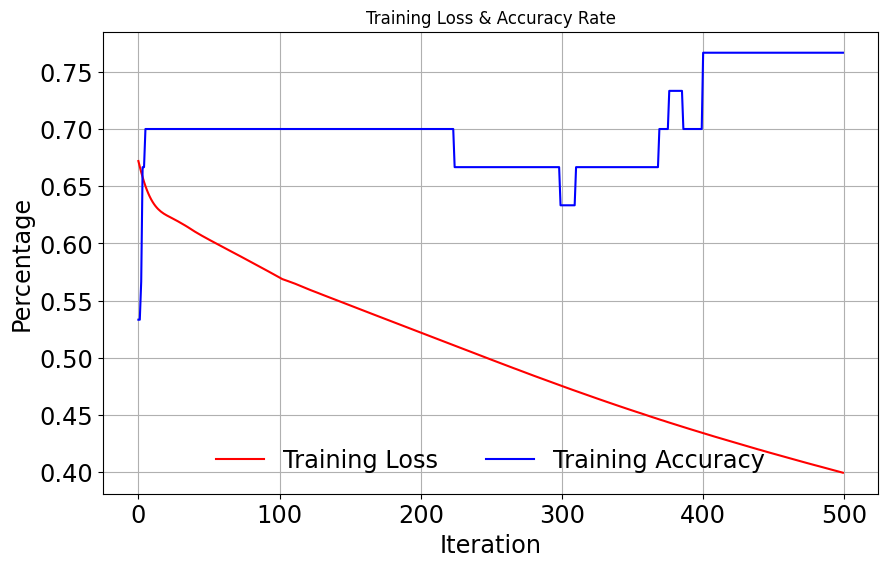 Training Loss & Accuracy Rate
Percentage
0.75
0.70
0.65
0.60
0.55
0.50
0.45
0.40
Training Loss Training Accuracy
0 100 200 300 400 500
Iteration